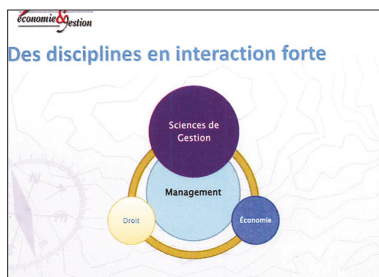 économie&gestion
Des disciplines en interaction forte
Sciences de
Gestion
Management
Droit
Économie